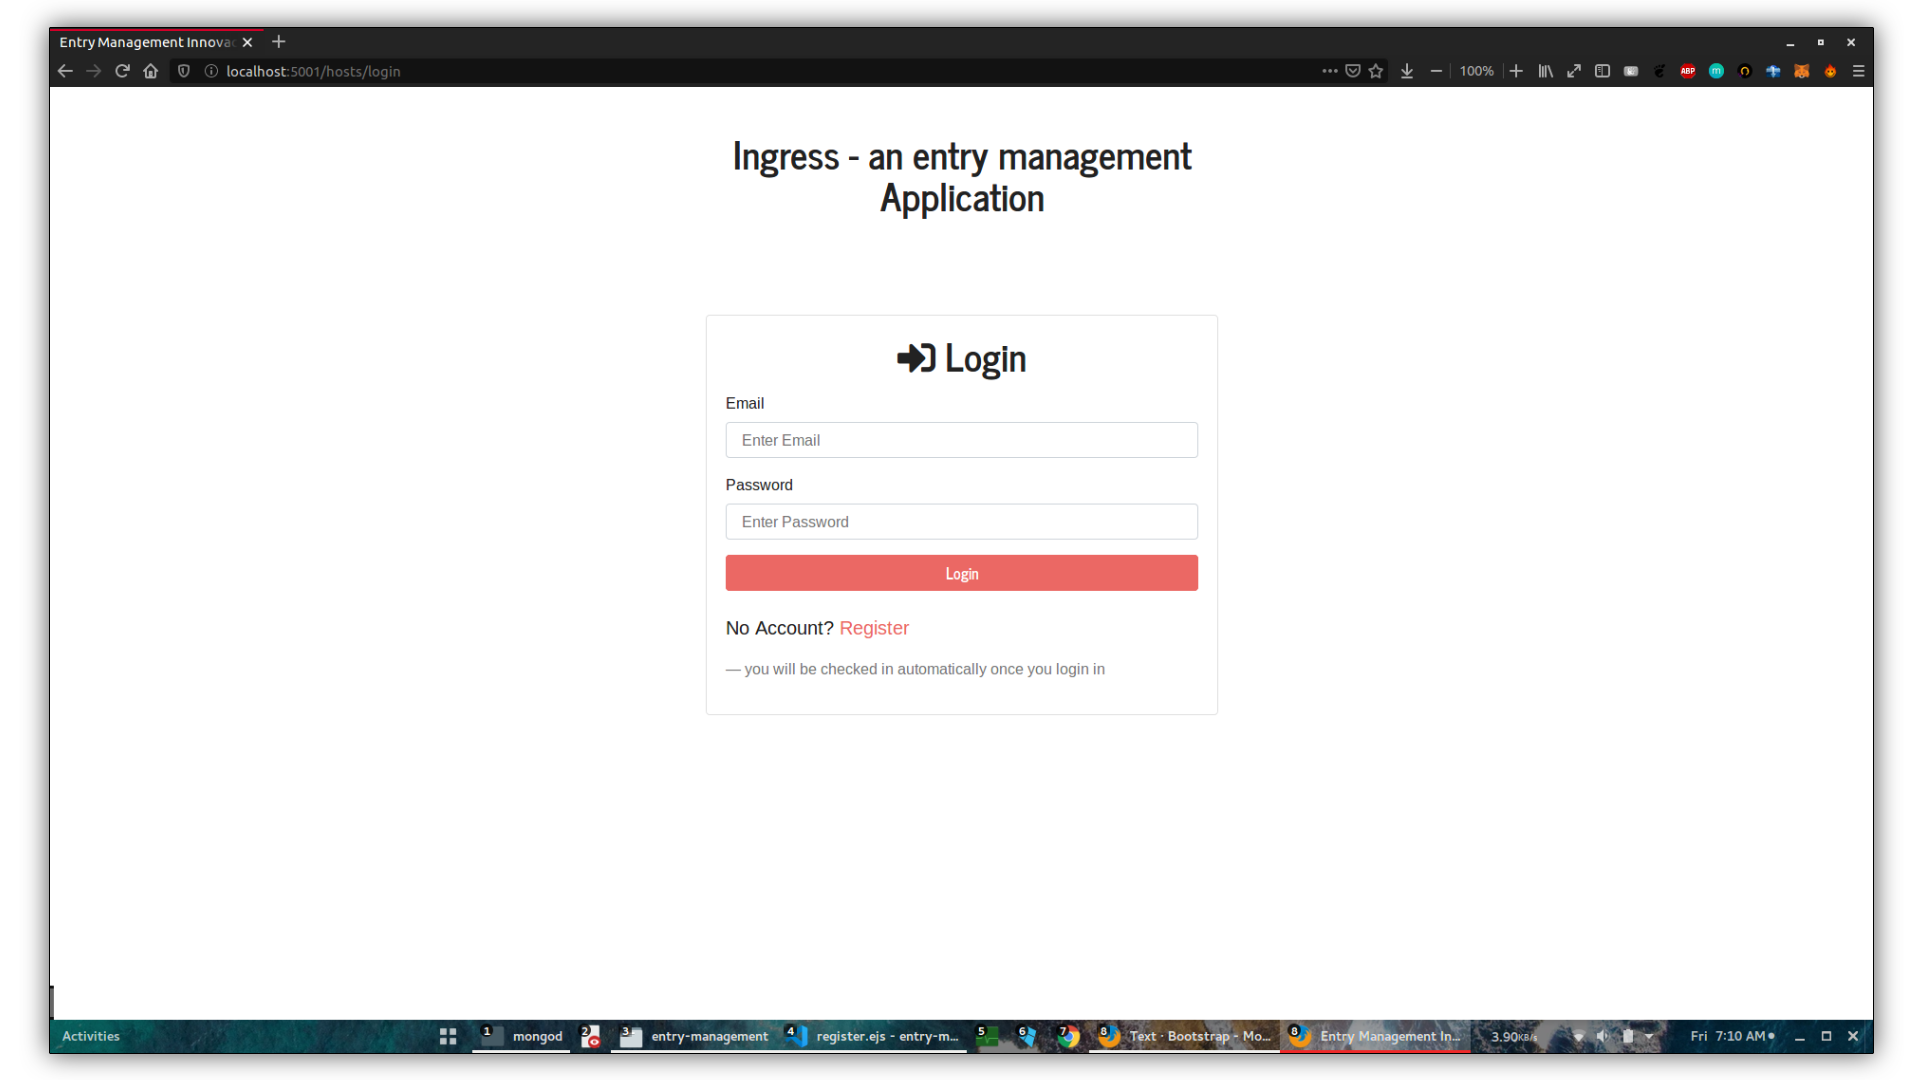 Entry Management Innovac
localhost:5001/hosts/login
100%
ABP
m
Ingress - an entry management
Application
Login
Email
Enter Email
Password
Enter Password
Login
No Account? Register
— you will be checked in automatically once you login in
Activities
1 mongod
2
3 entry-management
4 register.ejs - entry-m...
5
6
7
8 Text · Bootstrap - Mo...
8 Entry Management In...
3.90KB/s
Fri 7:10 AM